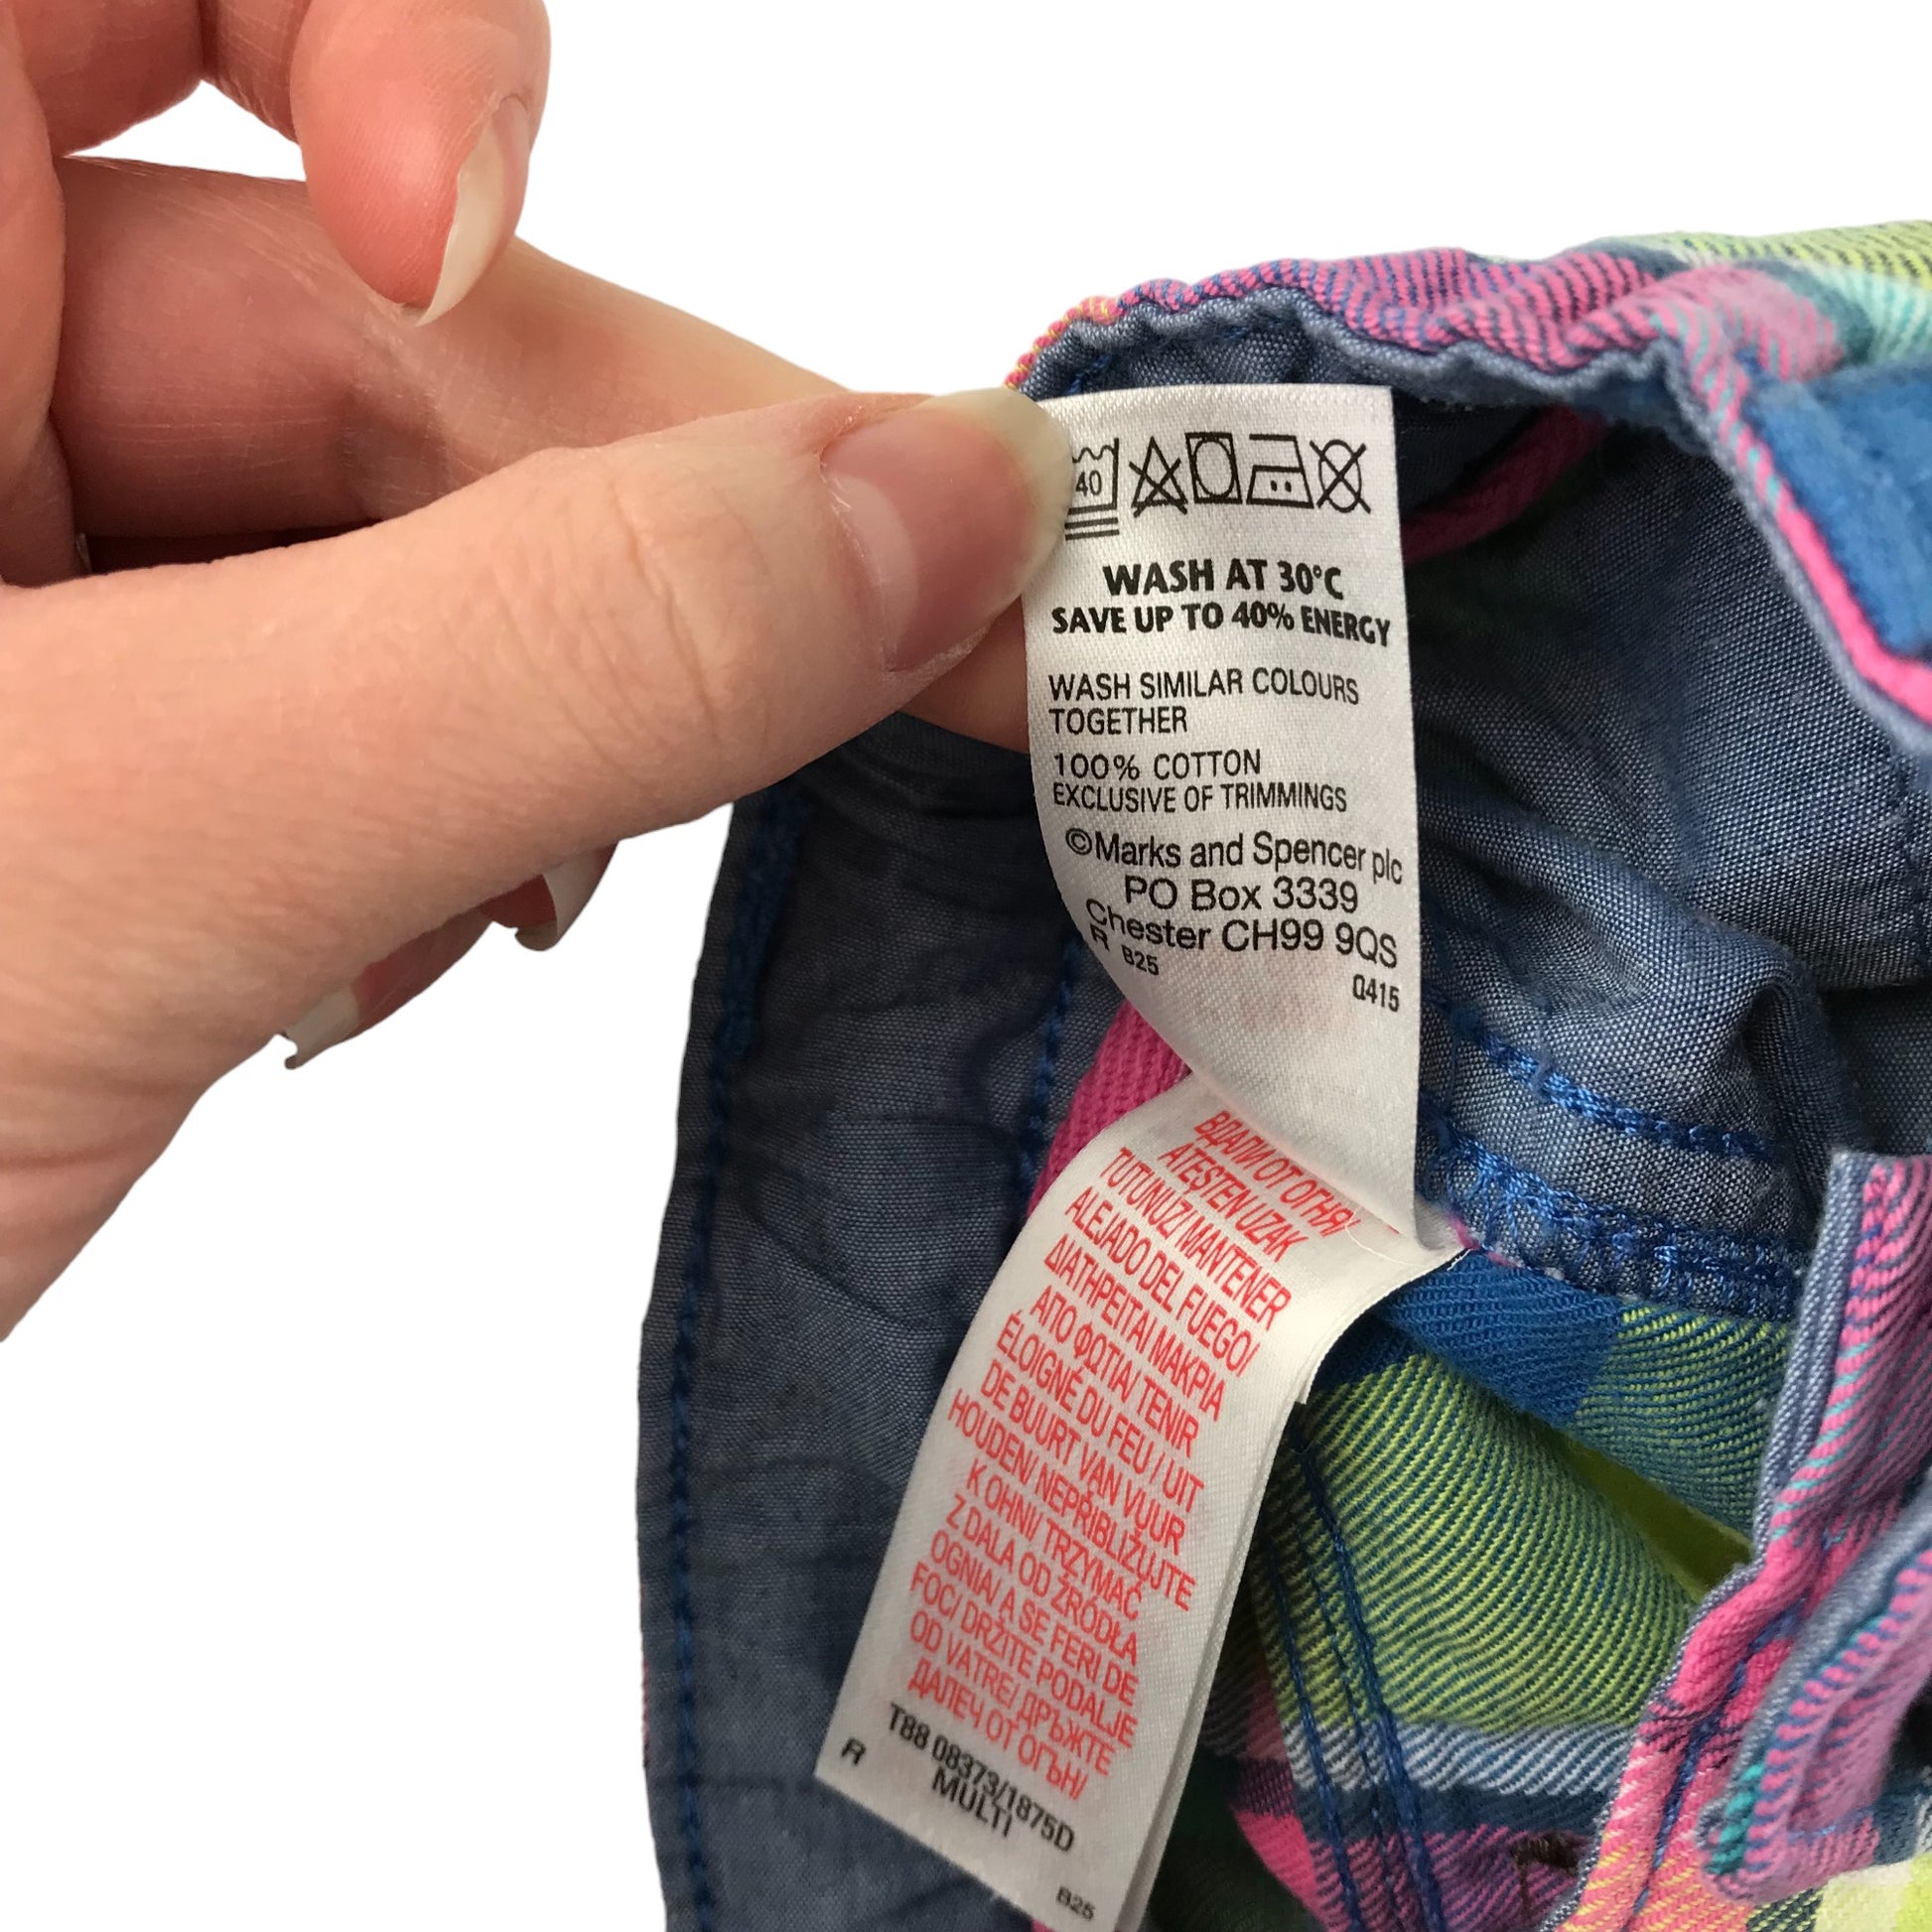 40
WASH AT 30°C
SAVE UP TO 40% ENERGY
WASH SIMILAR COLOURS
TOGETHER
100% COTTON
EXCLUSIVE OF TRIMMINGS
©Marks and Spencer plc
PO Box 3339
Chester CH99 9QS
R B25 Q415
ВДАЛИ ОТ ОГНЯ/
ATEŞTEN UZAK
TUTUNUZ/ MANTENER
ALEJADO DEL FUEGO/
ΔΙΑΤΗΡΕΙΤΑΙ ΜΑΚΡΙΑ
ΑΠΟ ΦΩΤΙΑ/ TENIR
ÉLOIGNÉ DU FEU / UIT
DE BUURT VAN VUUR
HOUDEN/ NEPŘIBLIŽUJTE
K OHNI/ TRZYMAĆ
Z DALA OD ŹRÓDŁA
OGNIA/ A SE FERI DE
FOC/ DRŽITE PODALJE
OD VATRE/ ДРЪЖТЕ
ДАЛЕЧ ОТ ОГЪН/
T88 08373/1875D
R MULTI
B25